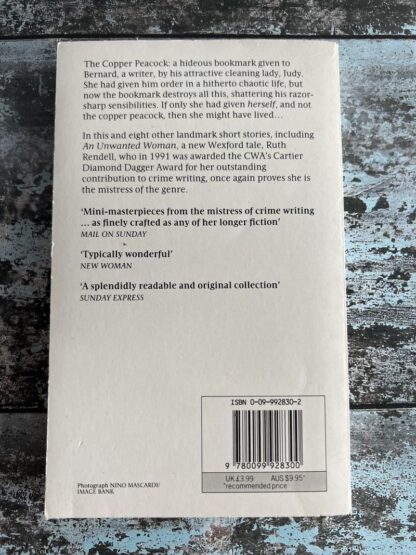 The Copper Peacock: a hideous bookmark given to
Bernard, a writer, by his attractive cleaning lady, Judy.
She had given him order in a hitherto chaotic life, but
now the bookmark destroys all this, shattering his razor-
sharp sensibilities. If only she had given herself, and not
the copper peacock, then she might have lived…
In this and eight other landmark short stories, including
An Unwanted Woman, a new Wexford tale, Ruth
Rendell, who in 1991 was awarded the CWA's Cartier
Diamond Dagger Award for her outstanding
contribution to crime writing, once again proves she is
the mistress of the genre.
'Mini-masterpieces from the mistress of crime writing
… as finely crafted as any of her longer fiction'
MAIL ON SUNDAY
'Typically wonderful'
NEW WOMAN
'A splendidly readable and original collection'
SUNDAY EXPRESS
ISBN 0-09-992830-2
9 780099 928300
UK £3.99 AUS $9.95*
*recommended price
Photograph NINO MASCARDI/
IMAGE BANK